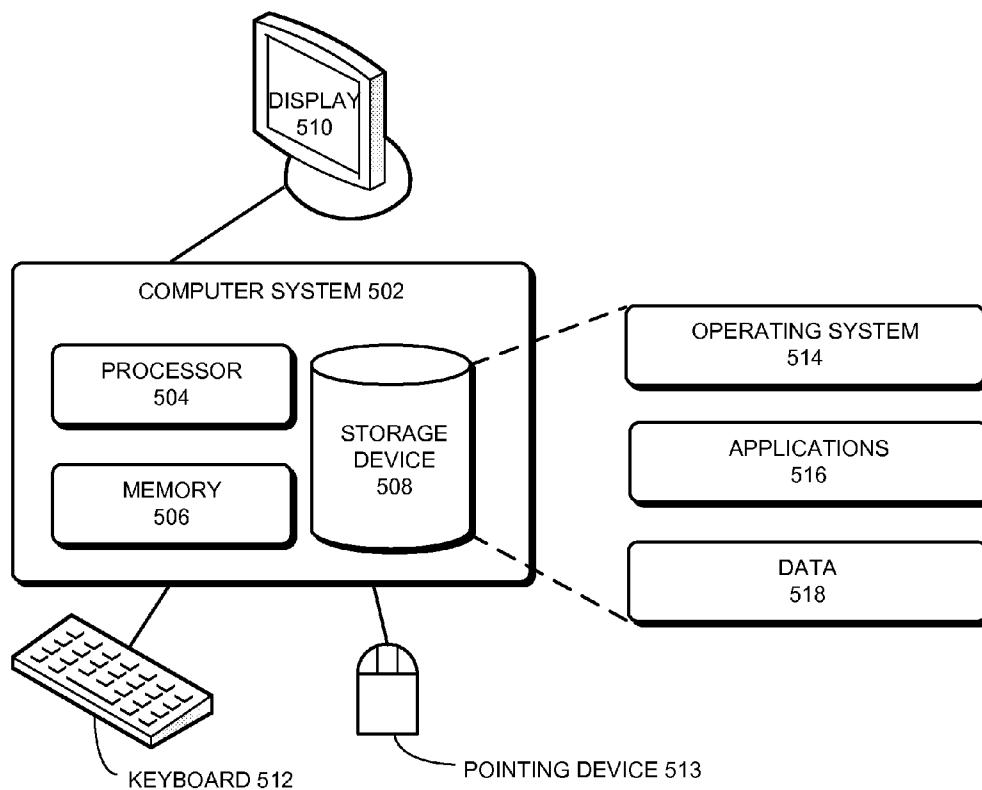 DISPLAY
510
COMPUTER SYSTEM 502
PROCESSOR
504
MEMORY
506
STORAGE
DEVICE
508
OPERATING SYSTEM
514
APPLICATIONS
516
DATA
518
KEYBOARD 512
POINTING DEVICE 513